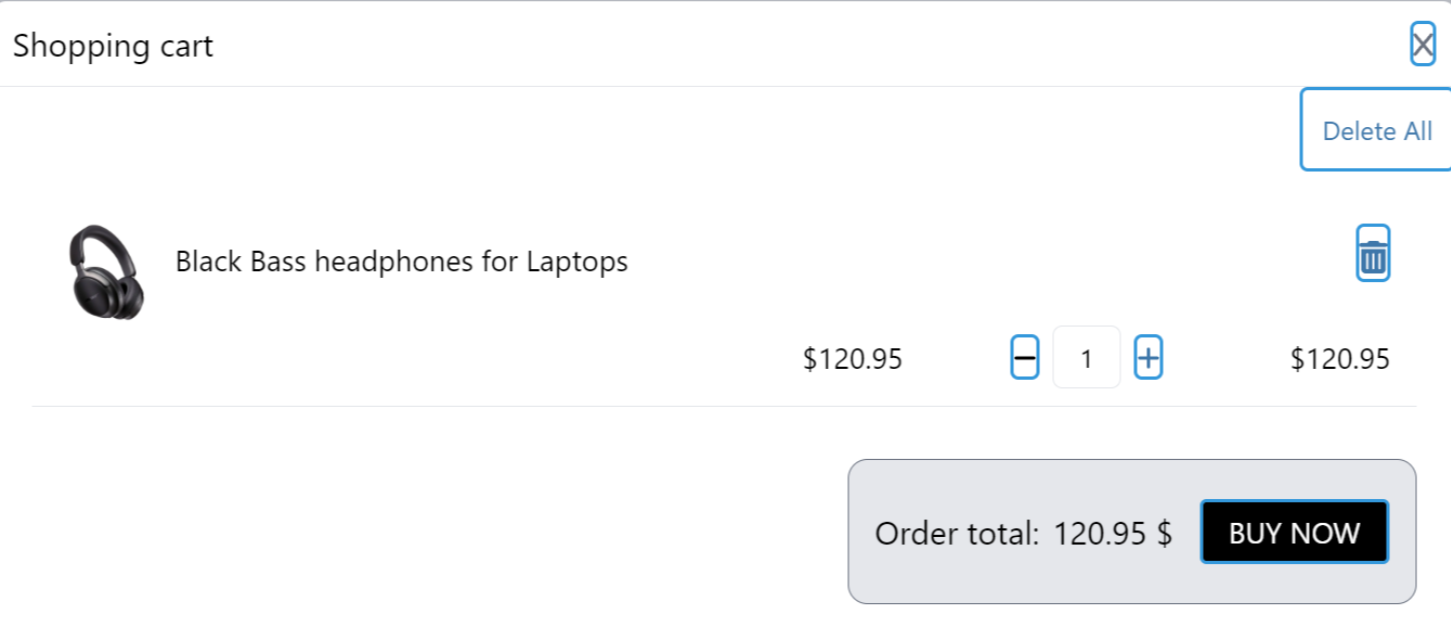 Shopping cart
Delete All
Black Bass headphones for Laptops
$120.95 1 $120.95
Order total: 120.95 $ BUY NOW